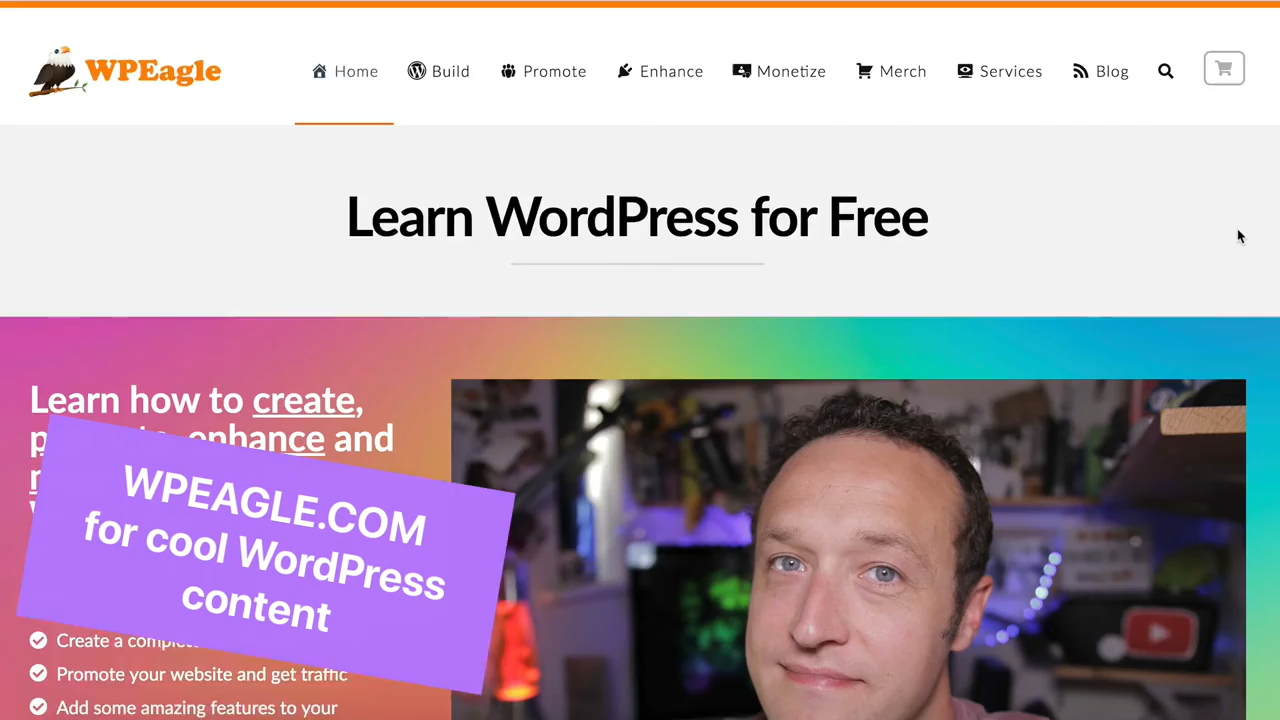 WPEagle
Home
Build
Promote
Enhance
Monetize
Merch
Services
Blog
Learn WordPress for Free
Learn how to create,
enhance and
WPEAGLE.COM
for cool WordPress
content
Create a complete
Promote your website and get traffic
Add some amazing features to your